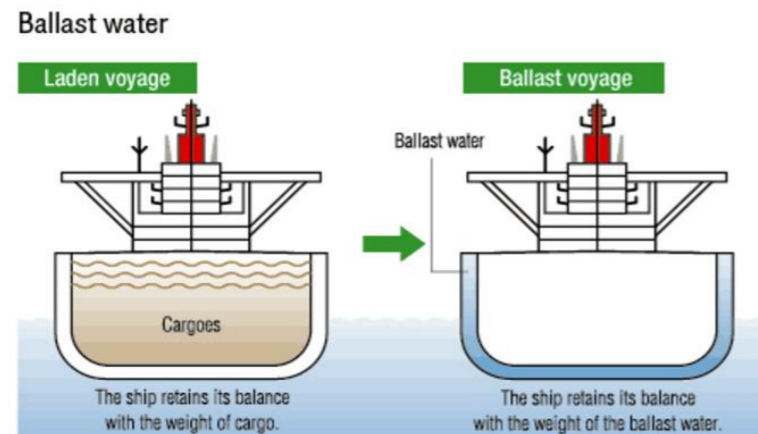 Ballast water
Laden voyage
Ballast voyage
Ballast water
Cargoes
The ship retains its balance
with the weight of cargo.
The ship retains its balance
with the weight of the ballast water.